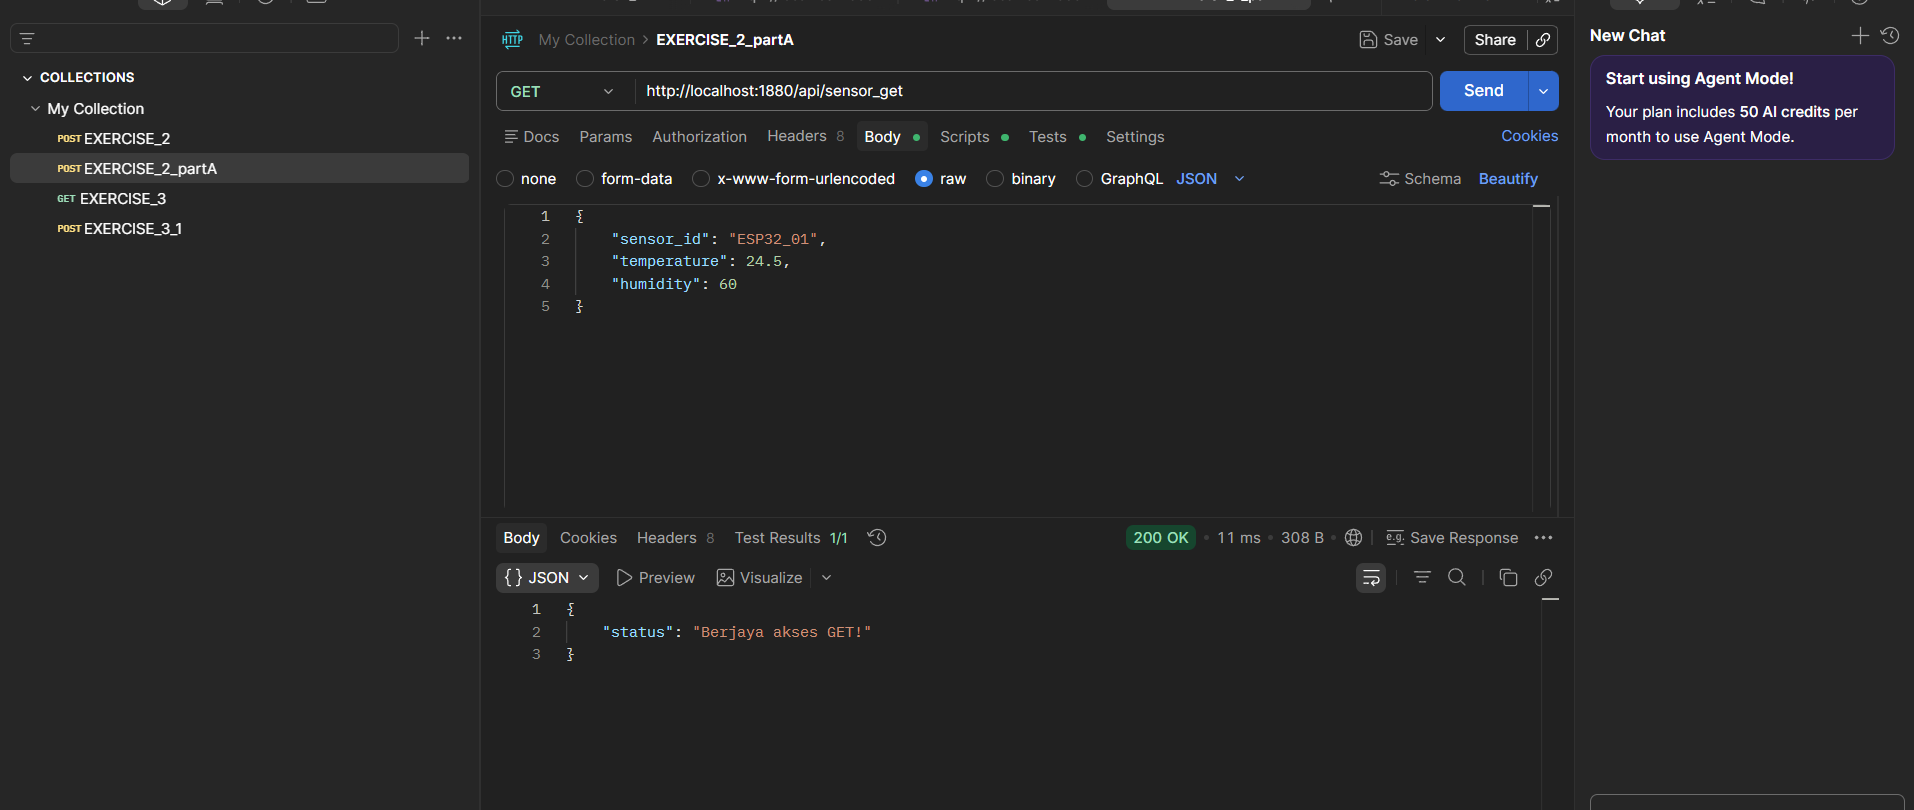 COLLECTIONS
My Collection
POST EXERCISE_2
POST EXERCISE_2_partA
GET EXERCISE_3
POST EXERCISE_3_1
HTTP My Collection > EXERCISE_2_partA
Save
Share
GET http://localhost:1880/api/sensor_get
Send
Docs Params Authorization Headers 8 Body Scripts Tests Settings
Cookies
none form-data x-www-form-urlencoded raw binary GraphQL JSON
Schema Beautify
1 {
2 "sensor_id": "ESP32_01",
3 "temperature": 24.5,
4 "humidity": 60
5 }
Body Cookies Headers 8 Test Results 1/1
200 OK • 11 ms • 308 B •
e.g. Save Response
{} JSON Preview Visualize
1 {
2 "status": "Berjaya akses GET!"
3 }
New Chat
Start using Agent Mode!
Your plan includes 50 AI credits per
month to use Agent Mode.